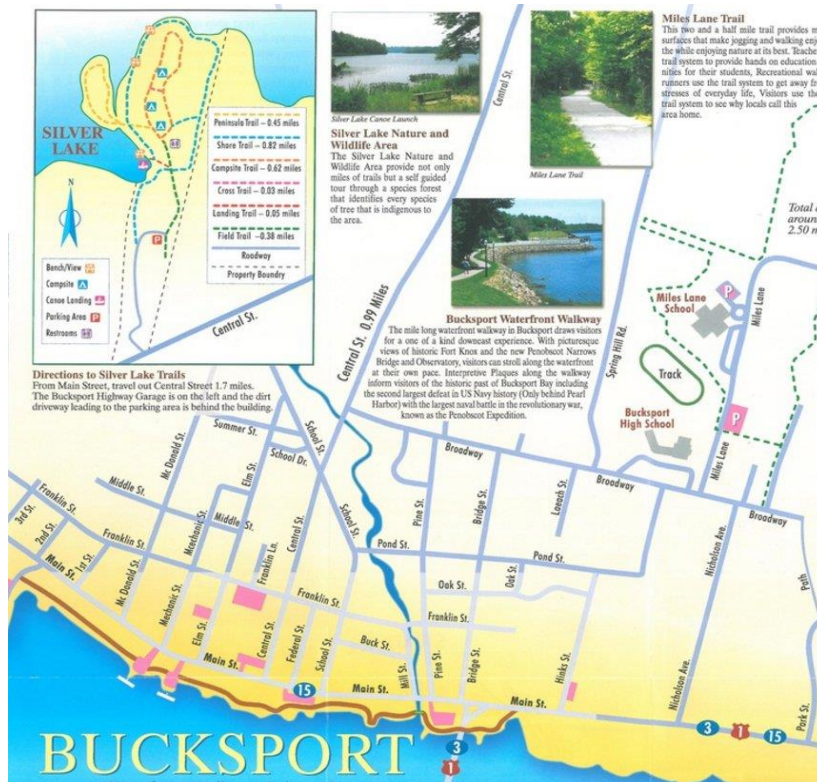 SILVER
LAKE
Peninsula Trail – 0.45 miles
Shore Trail – 0.82 miles
Campsite Trail – 0.62 miles
Cross Trail – 0.03 miles
Landing Trail – 0.05 miles
Field Trail – 0.38 miles
Roadway
Property Boundry
N
P
Bench/View
Campsite
Canoe Landing
Parking Area P
Restrooms
Central St.
Directions to Silver Lake Trails
From Main Street, travel out Central Street 1.7 miles.
The Bucksport Highway Garage is on the left and the dirt
driveway leading to the parking area is behind the building.
Silver Lake Canoe Launch
Silver Lake Nature and
Wildlife Area
The Silver Lake Nature and
Wildlife Area provide not only
miles of trails but a self guided
tour through a species forest
that identifies every species
of tree that is indigenous to
the area.
Central St.
Miles Lane Trail
Miles Lane Trail
This two and a half mile trail provides m
surfaces that make jogging and walking enj
the while enjoying nature at its best. Teache
trail system to provide hands on education
nities for their students, Recreational wal
runners use the trail system to get away fr
stresses of everyday life, Visitors use the
trail system to see why locals call this
area home.
Total
around
2.50 m
Bucksport Waterfront Walkway
The mile long waterfront walkway in Bucksport draws visitors
for a one of a kind downeast experience. With picturesque
views of historic Fort Knox and the new Penobscot Narrows
Bridge and Observatory, visitors can stroll along the waterfront
at their own pace. Interpretive Plaques along the walkway
inform visitors of the historic past of Bucksport Bay including
the second largest defeat in US Navy history (Only behind Pearl
Harbor) with the largest naval battle in the revolutionary war,
known as the Penobscot Expedition.
Central St. 0.99 Miles
Spring Hill Rd.
Miles Lane
School
P
Miles Lane
Track
Bucksport
High School
P
Miles Lane
Summer St.
School St.
School Dr.
Mc Donald St.
Elm St.
Broadway
Broadway
Broadway
Middle St.
Middle St.
Franklin St.
3rd St.
2nd St.
1st St.
Franklin St.
Main St.
Mc Donald St.
Mechanic St.
Mechanic St.
Franklin Ln.
Central St.
School St.
Pine St.
Bridge St.
Leach St.
Pond St.
Pond St.
Nicholson Ave.
Path
Oak St.
Oak St.
Franklin St.
Franklin St.
Elm St.
Central St.
Federal St.
School St.
Buck St.
Mill St.
Pine St.
Bridge St.
Hinks St.
Main St.
Main St.
Main St.
15
Nicholson Ave.
Park St.
3
1
15
3
1
BUCKSPORT